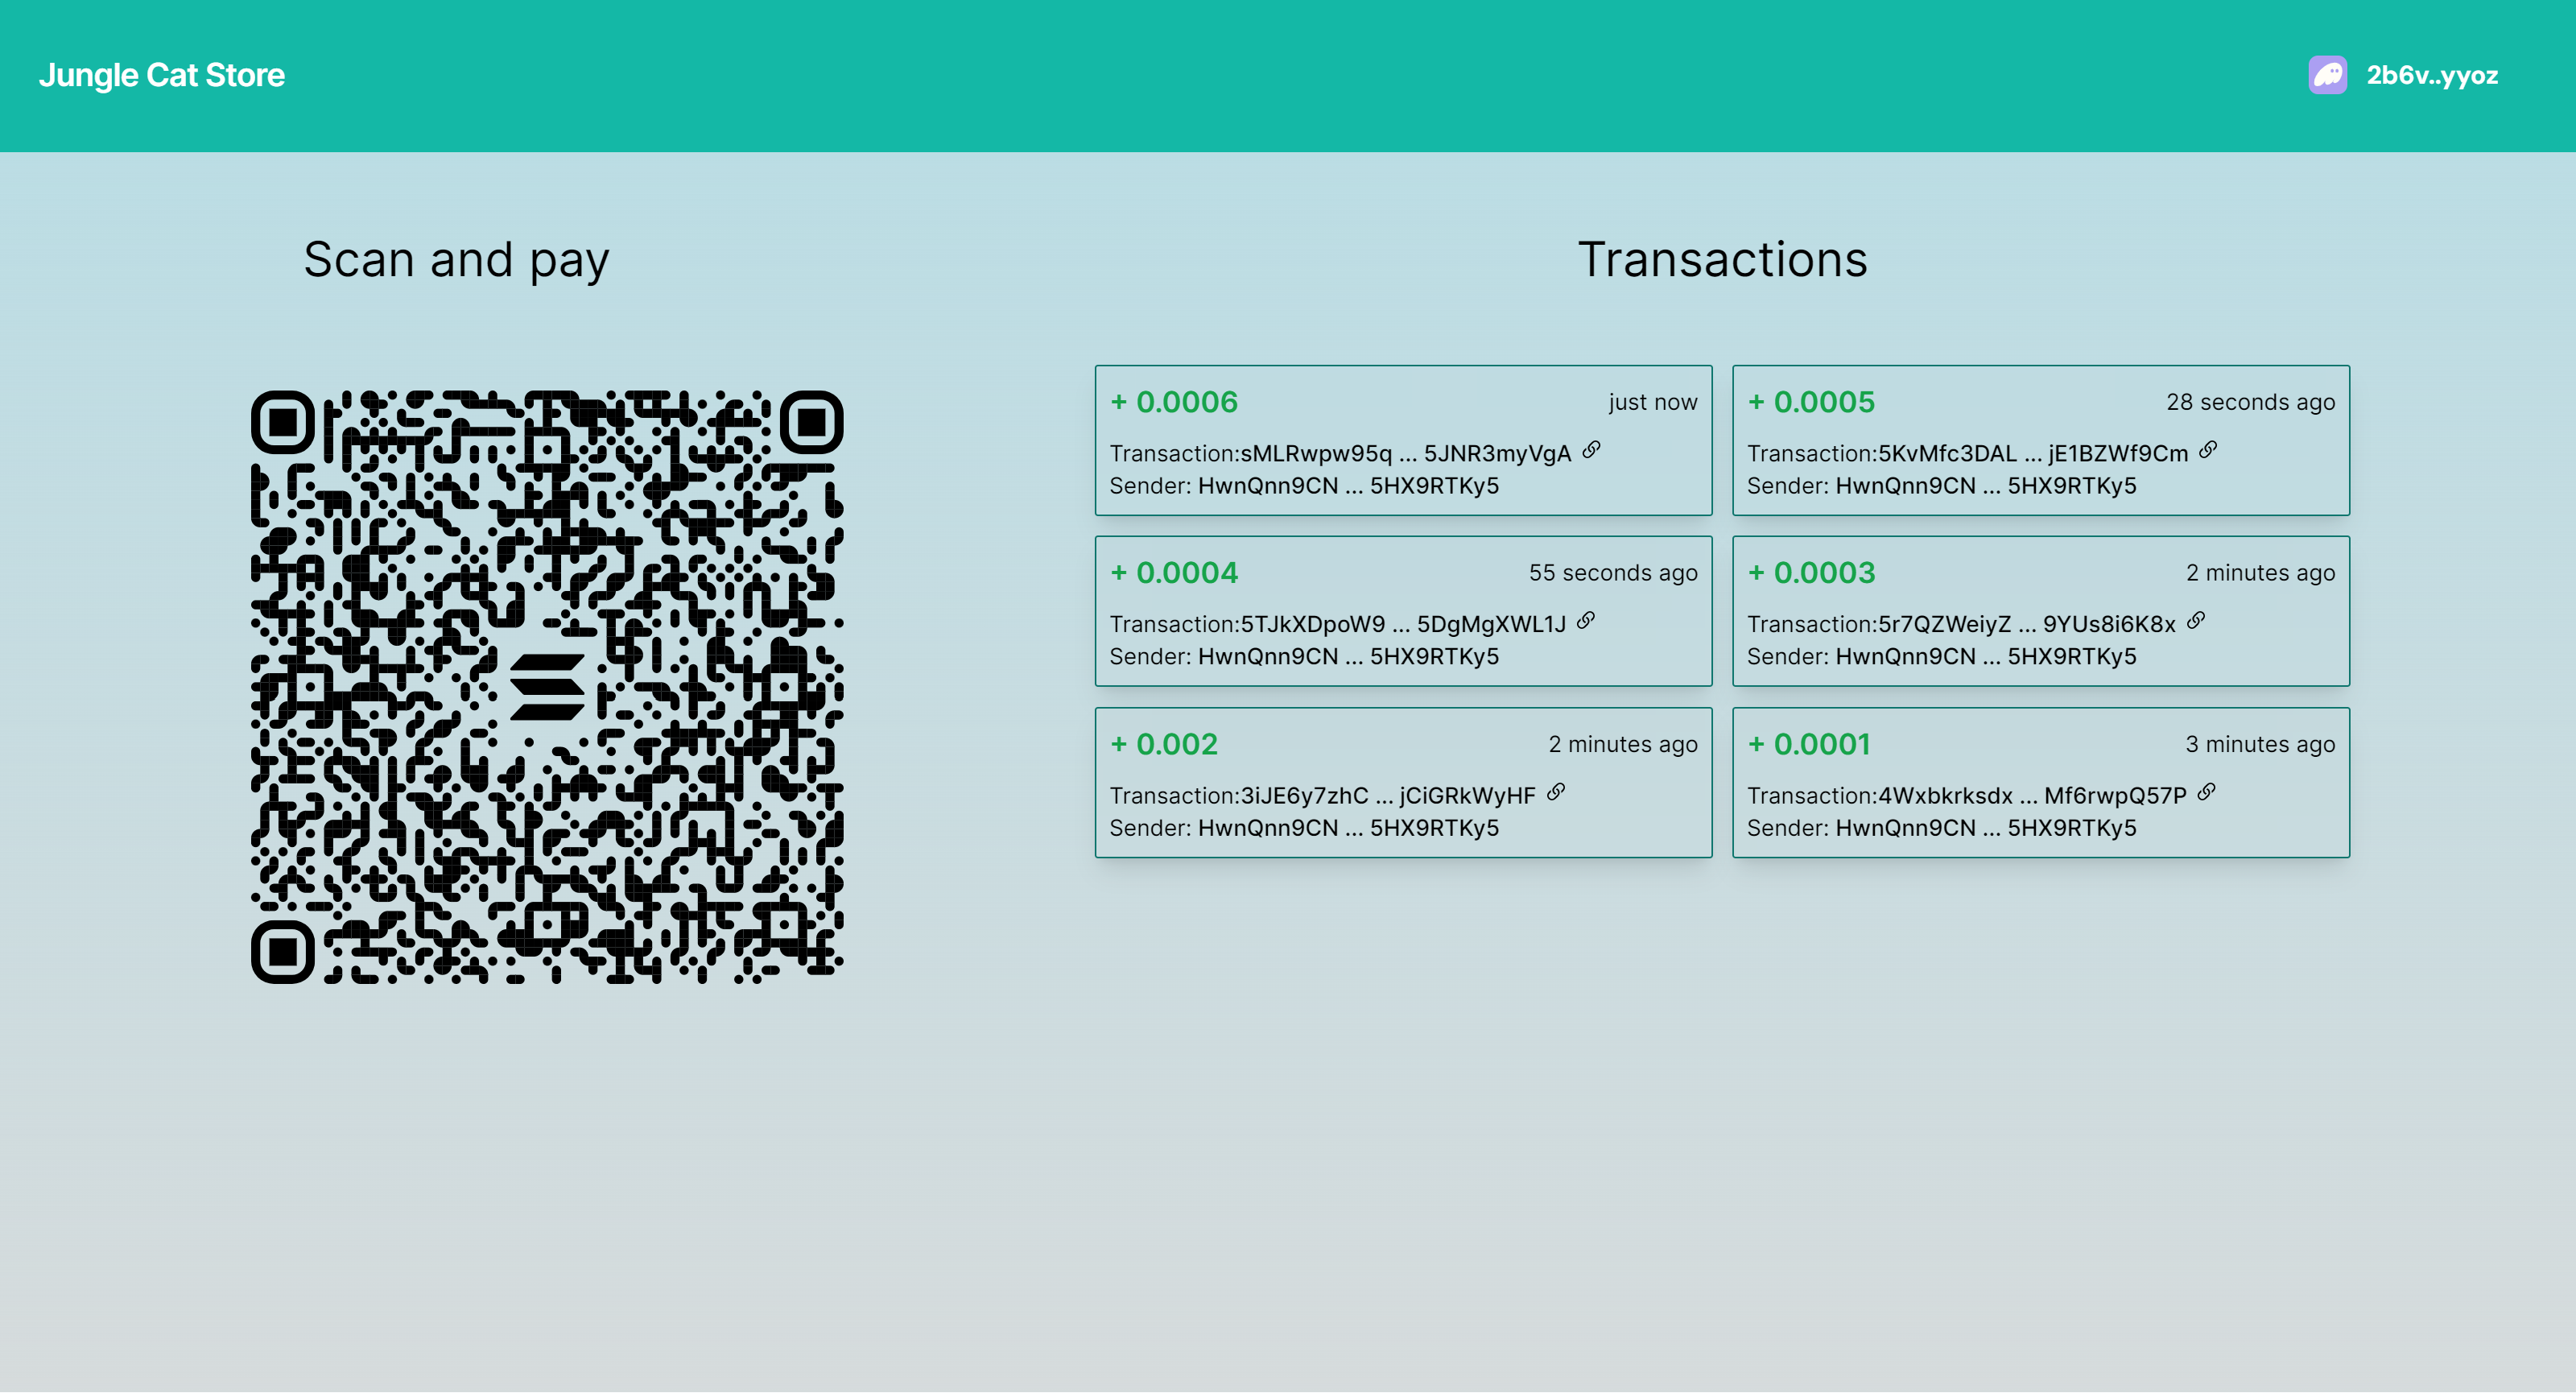 Jungle Cat Store
2b6v..yyoz
Scan and pay
Transactions
+ 0.0006
just now
Transaction:sMLRwpw95q ... 5JNR3myVgA
Sender: HwnQnn9CN ... 5HX9RTKy5
+ 0.0005
28 seconds ago
Transaction:5KvMfc3DAL ... jE1BZWf9Cm
Sender: HwnQnn9CN ... 5HX9RTKy5
+ 0.0004
55 seconds ago
Transaction:5TJkXDpoW9 ... 5DgMgXWL1J
Sender: HwnQnn9CN ... 5HX9RTKy5
+ 0.0003
2 minutes ago
Transaction:5r7QZWeiyZ ... 9YUs8i6K8x
Sender: HwnQnn9CN ... 5HX9RTKy5
+ 0.002
2 minutes ago
Transaction:3iJE6y7zhC ... jCiGRkWyHF
Sender: HwnQnn9CN ... 5HX9RTKy5
+ 0.0001
3 minutes ago
Transaction:4Wxbkrksdx ... Mf6rwpQ57P
Sender: HwnQnn9CN ... 5HX9RTKy5